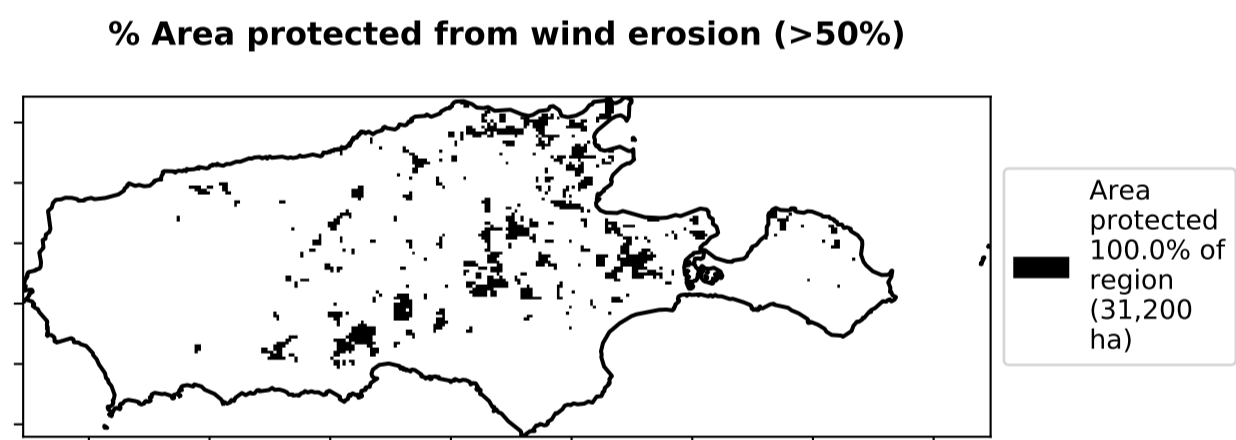 % Area protected from wind erosion (>50%)
Area
protected
100.0% of
region
(31,200
ha)